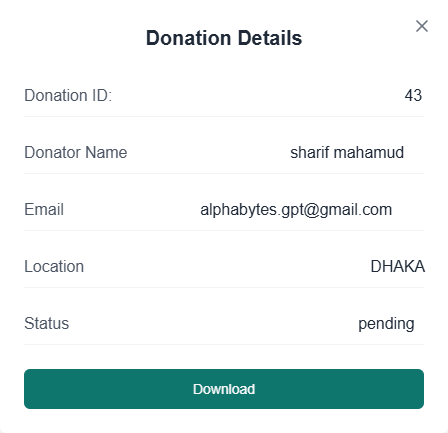 Donation Details
Donation ID: 43
Donator Name sharif mahamud
Email alphabytes.gpt@gmail.com
Location DHAKA
Status pending
Download